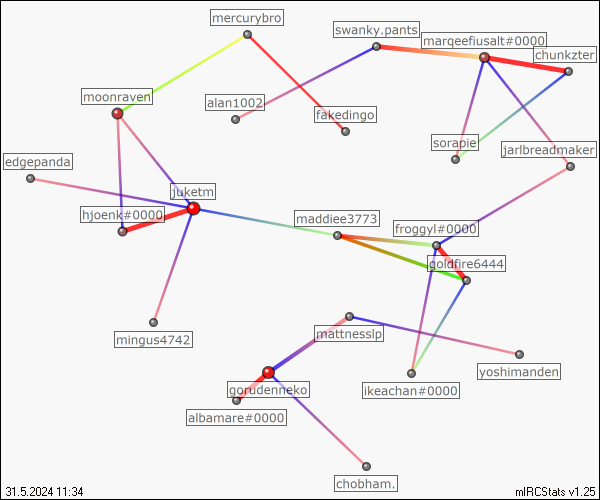 mercurybro
swanky.pants
marqeefiusalt#0000
chunkzter
moonraven
alan1002
fakedingo
sorapie
jarlbreadmaker
edgepanda
juketm
hjoenk#0000
maddiee3773
froggyl#0000
goldfire6444
mingus4742
mattnesslp
yoshimanden
gorudenneko
ikeachan#0000
albamare#0000
chobham.
31.5.2024 11:34
mIRCStats v1.25